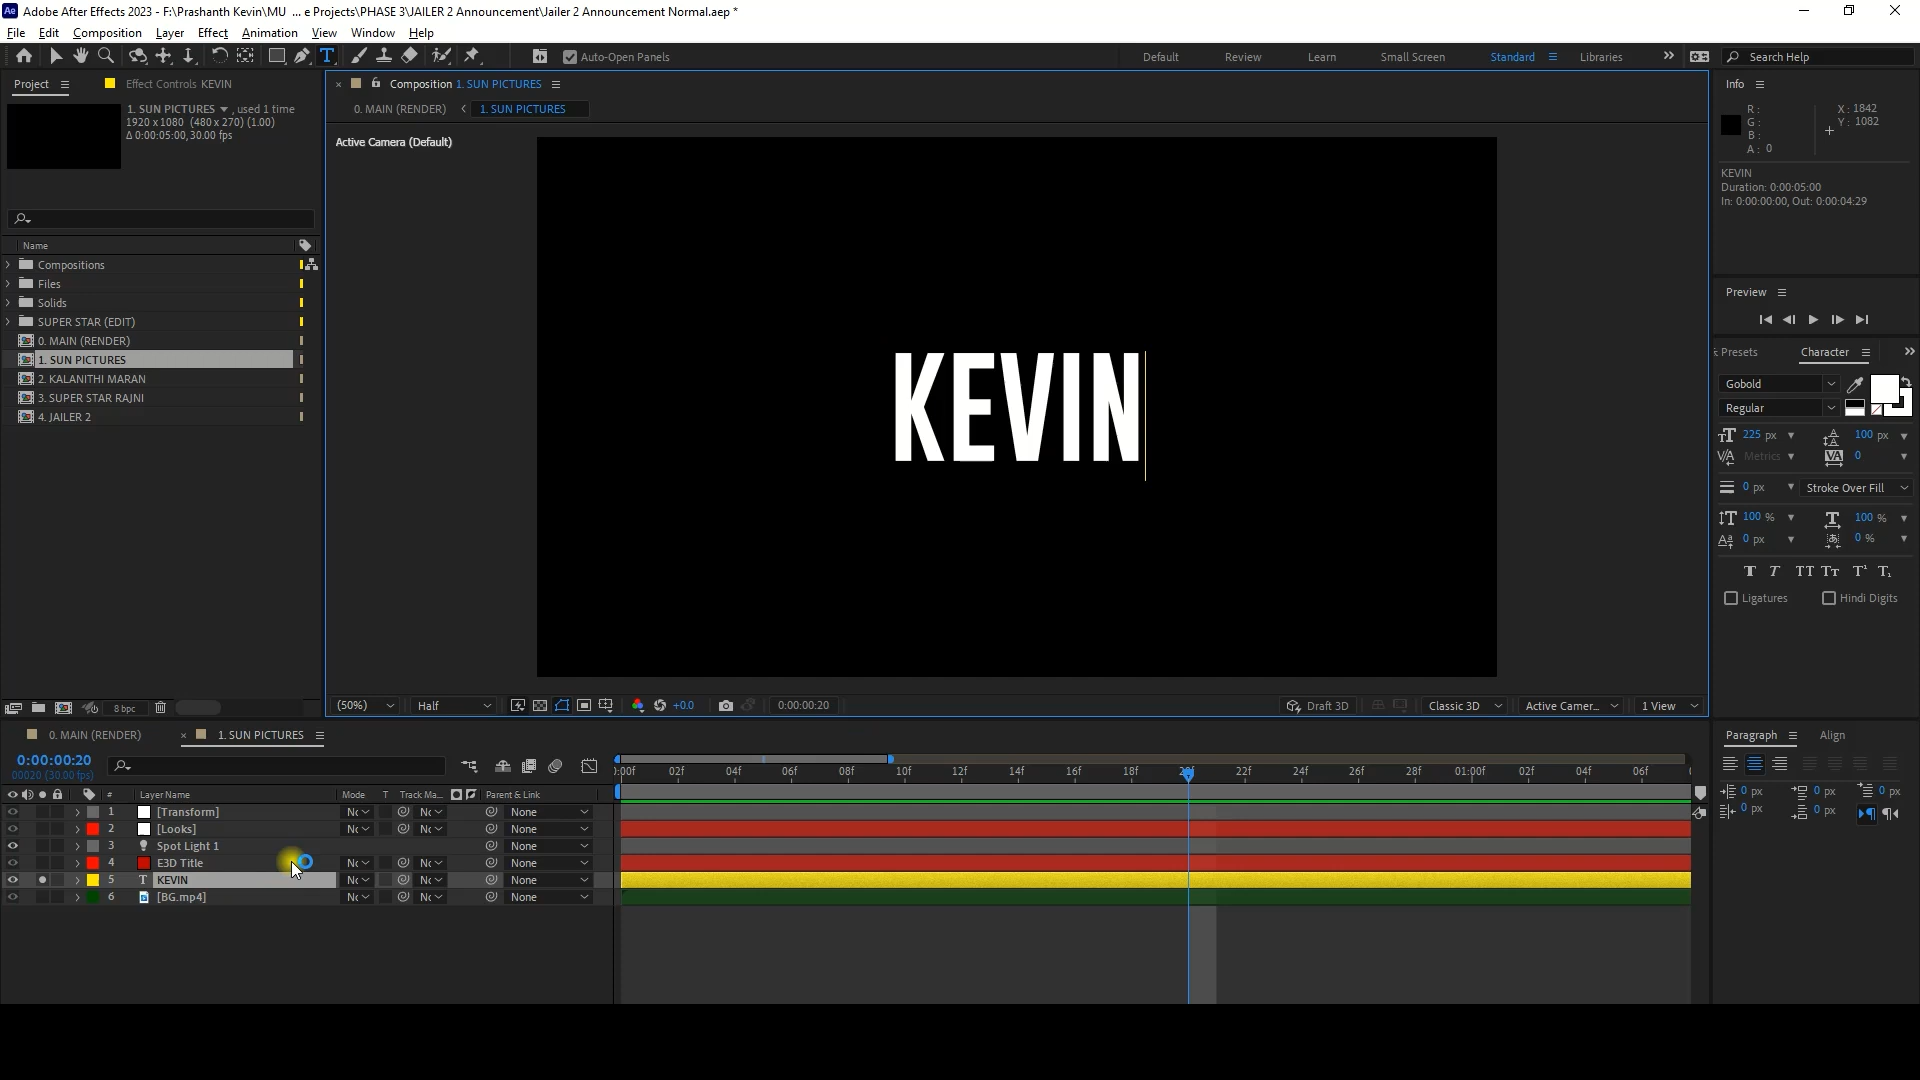 Adobe After Effects 2023 - F:\Prashanth Kevin\MU ... e Projects\PHASE 3\JAILER 2 Announcement\Jailer 2 Announcement Normal.aep *
File Edit Composition Layer Effect Animation View Window Help
Auto-Open Panels Default Review Learn Small Screen Standard Libraries Search Help
Project Effect Controls KEVIN Composition 1. SUN PICTURES Info
0. MAIN (RENDER) 1. SUN PICTURES
1. SUN PICTURES , used 1 time
1920 x 1080 (480 x 270) (1.00)
Δ 0:00:05:00, 30.00 fps
Active Camera (Default)
R: X: 1842
G: Y: 1082
B:
A: 0
KEVIN
Duration: 0:00:05:00
In: 0:00:00:00, Out: 0:00:04:29
Name
Compositions
Files
Solids
SUPER STAR (EDIT)
0. MAIN (RENDER)
1. SUN PICTURES
2. KALANITHI MARAN
3. SUPER STAR RAJNI
4. JAILER 2
KEVIN
Preview
Presets Character
Gobold
Regular
225 px 100 px
Metrics 0
0 px Stroke Over Fill
100 % 100 %
0 px 0 %
Ligatures Hindi Digits
8 bpc (50%) Half +0.0 0:00:00:20 Draft 3D Classic 3D Active Camer... 1 View
0. MAIN (RENDER) 1. SUN PICTURES Paragraph Align
0:00:00:20
00020 (30.00 fps)
:00f 02f 04f 06f 08f 10f 12f 14f 16f 18f 20f 22f 24f 26f 28f 01:00f 02f 04f 06f
# Layer Name Mode T Track Ma... Parent & Link
1 [Transform] None
2 [Looks] None
3 Spot Light 1 None
4 E3D Title None
5 KEVIN None
6 [BG.mp4] None
0 px 0 px 0 px
0 px 0 px